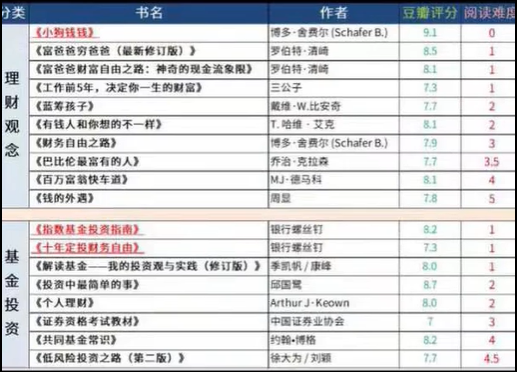 分类 书名 作者 豆瓣评分 阅读难度
理财观念
《小狗钱钱》 博多·舍费尔 (Schafer B.) 9.1 0
《富爸爸穷爸爸（最新修订版）》 罗伯特·清崎 8.5 1
《富爸爸财富自由之路：神奇的现金流象限》 罗伯特·清崎 8.1 1
《工作前5年，决定你一生的财富》 三公子 7.3 1
《蓝筹孩子》 戴维·W.比安奇 7.7 2
《有钱人和你想的不一样》 T. 哈维·艾克 8.1 2
《财务自由之路》 博多·舍费尔 (Schafer B.) 7.9 3
《巴比伦最富有的人》 乔治·克拉森 7.7 3.5
《百万富翁快车道》 MJ·德马科 8.1 4
《钱的外遇》 周显 7.8 5
基金投资
《指数基金投资指南》 银行螺丝钉 8.2 1
《十年定投财务自由》 银行螺丝钉 7.3 1
《解读基金——我的投资观与实践（修订版）》 季凯帆 / 康峰 8.0 1
《投资中最简单的事》 邱国鹭 8.7 2
《个人理财》 Arthur J·Keown 8.0 2
《证券资格考试教材》 中国证券业协会 7 3
《共同基金常识》 约翰•博格 8.2 4
《低风险投资之路（第二版）》 徐大为 / 刘颖 7.7 4.5